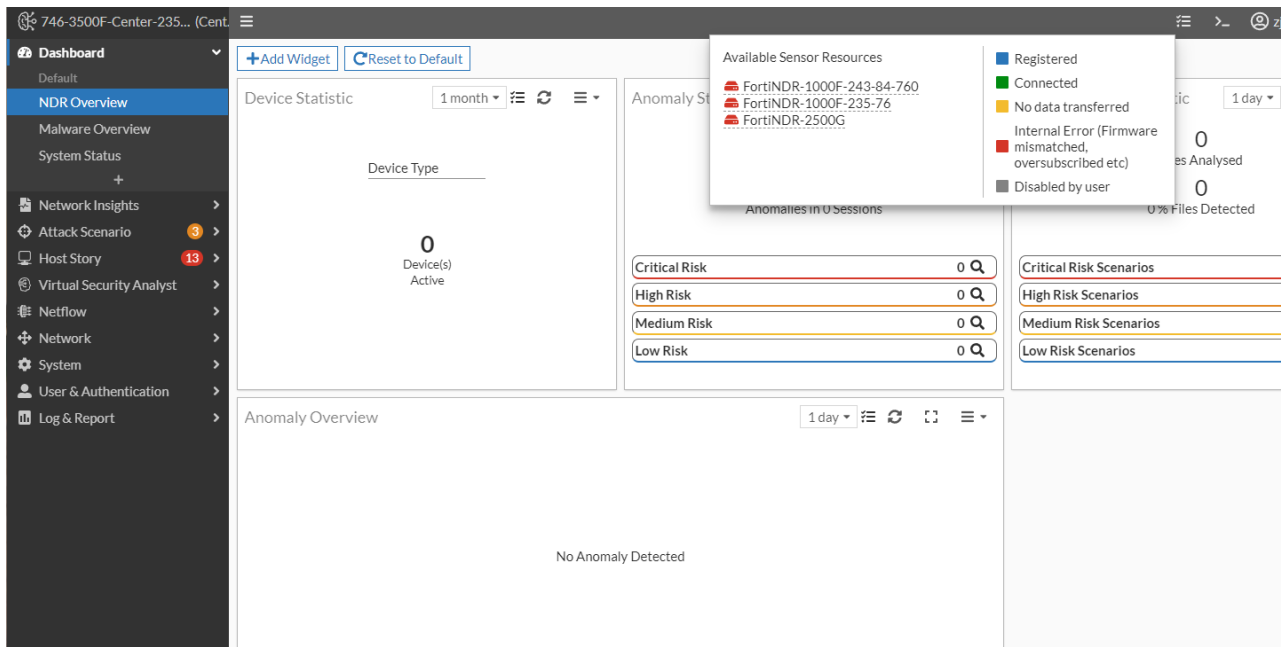 746-3500F-Center-235... (Cent.
Dashboard
Default
NDR Overview
Malware Overview
System Status
+
Network Insights
Attack Scenario 3
Host Story 13
Virtual Security Analyst
Netflow
Network
System
User & Authentication
Log & Report
>_
+Add Widget
Reset to Default
Device Statistic
1 month
Device Type
0
Device(s)
Active
Available Sensor Resources
FortiNDR-1000F-243-84-760
FortiNDR-1000F-235-76
FortiNDR-2500G
Registered
Connected
No data transferred
Internal Error (Firmware
mismatched,
oversubscribed etc)
Disabled by user
Anomaly St
Anomalies in 0 Sessions
Critical Risk 0
High Risk 0
Medium Risk 0
Low Risk 0
1 day
0
0
0 % Files Detected
Critical Risk Scenarios
High Risk Scenarios
Medium Risk Scenarios
Low Risk Scenarios
Anomaly Overview
1 day
No Anomaly Detected